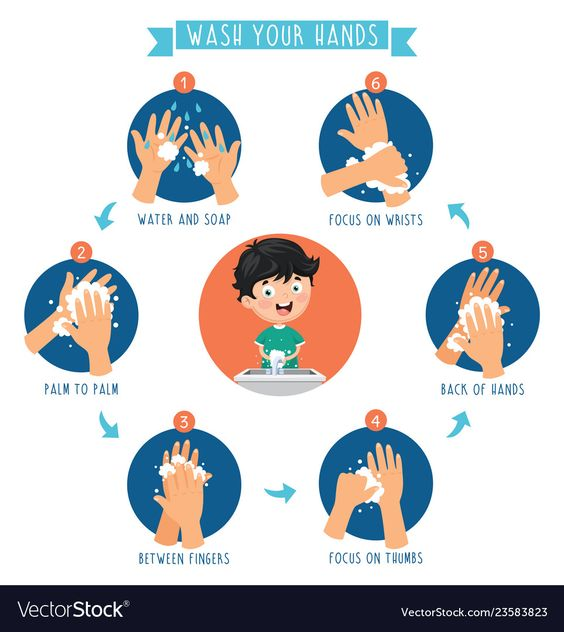 WASH YOUR HANDS
1
WATER AND SOAP
2
PALM TO PALM
3
BETWEEN FINGERS
4
FOCUS ON THUMBS
5
BACK OF HANDS
6
FOCUS ON WRISTS
VectorStock®
VectorStock.com/23583823